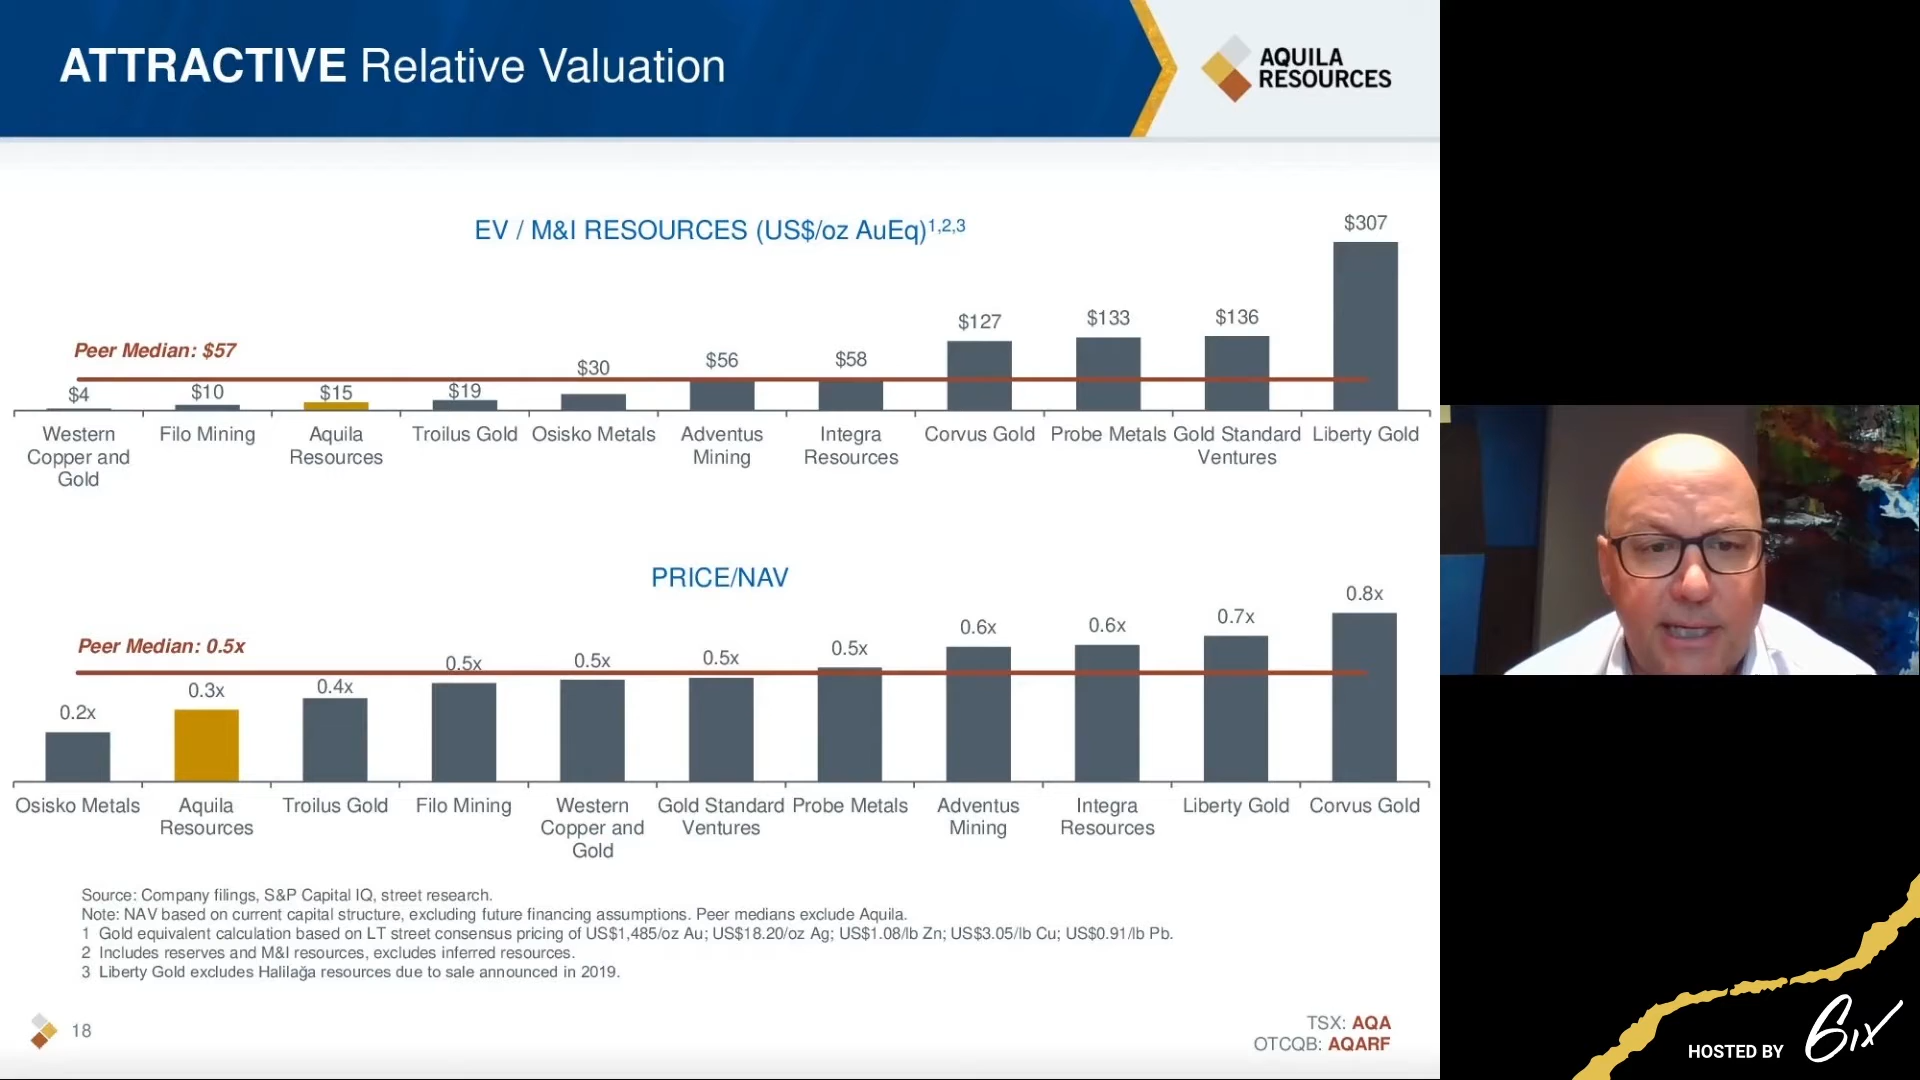 ATTRACTIVE Relative Valuation
AQUILA
RESOURCES
EV / M&I RESOURCES (US$/oz AuEq)1,2,3
Peer Median: $57
$4
$10
$15
$19
$30
$56
$58
$127
$133
$136
$307
Western
Copper and
Gold
Filo Mining
Aquila
Resources
Troilus Gold
Osisko Metals
Adventus
Mining
Integra
Resources
Corvus Gold
Probe Metals
Gold Standard
Ventures
Liberty Gold
PRICE/NAV
Peer Median: 0.5x
0.2x
0.3x
0.4x
0.5x
0.5x
0.5x
0.5x
0.6x
0.6x
0.7x
0.8x
Osisko Metals
Aquila
Resources
Troilus Gold
Filo Mining
Western
Copper and
Gold
Gold Standard
Ventures
Probe Metals
Adventus
Mining
Integra
Resources
Liberty Gold
Corvus Gold
Source: Company filings, S&P Capital IQ, street research.
Note: NAV based on current capital structure, excluding future financing assumptions. Peer medians exclude Aquila.
1 Gold equivalent calculation based on LT street consensus pricing of US$1,485/oz Au; US$18.20/oz Ag; US$1.08/lb Zn; US$3.05/lb Cu; US$0.91/lb Pb.
2 Includes reserves and M&I resources, excludes inferred resources.
3 Liberty Gold excludes Halilağa resources due to sale announced in 2019.
18
TSX: AQA
OTCQB: AQARF
HOSTED BY 6ix